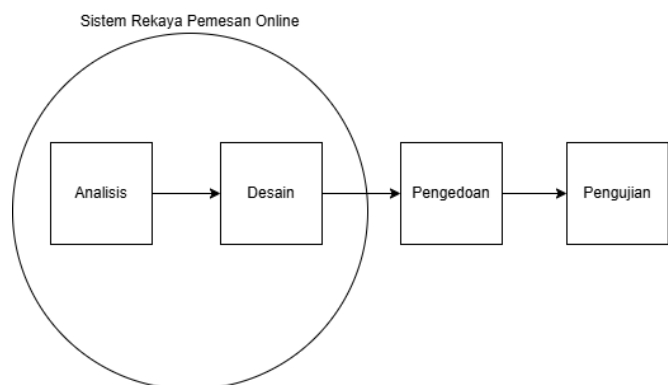 Sistem Rekaya Pemesan Online
Analisis
Desain
Pengedoan
Pengujian